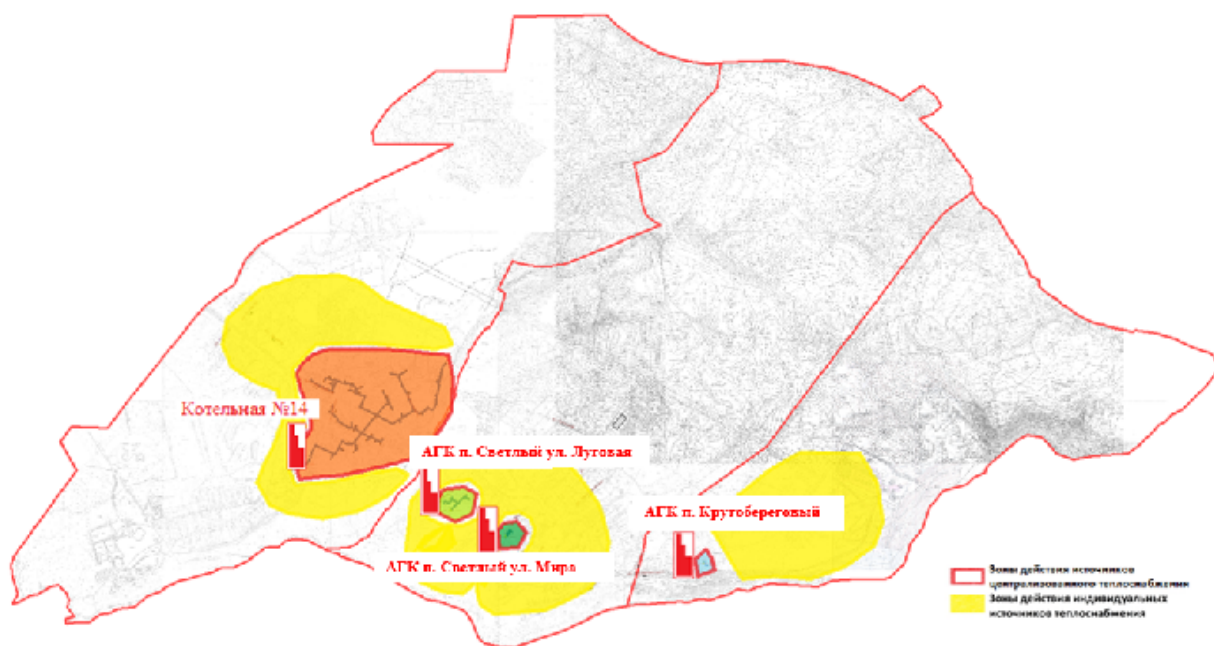 Котельная №14
АГК п. Светлый ул. Луговая
АГК п. Крутобереговый
АГК п. Светлый ул. Мира
Зоны действия источников
централизованного теплоснабжения
Зоны действия индивидуальных
источников теплоснабжения